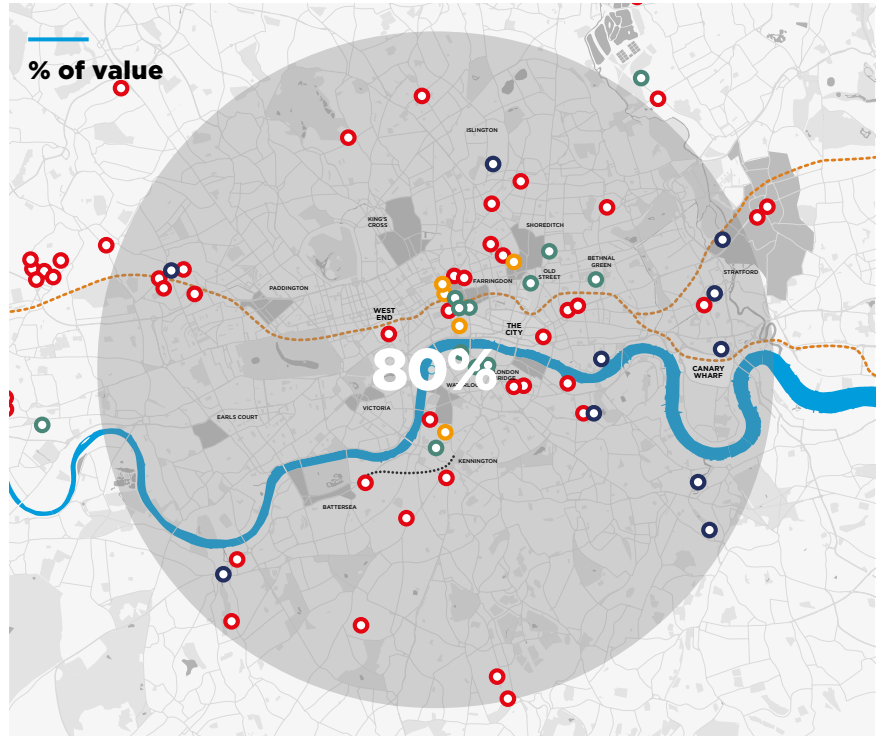 % of value
ISLINGTON
KING'S
CROSS
SHOREDITCH
BETHNAL
GREEN
OLD
STREET
STRATFORD
FARRINGDON
PADDINGTON
WEST
END
THE
CITY
80%
LONDON
BRIDGE
WATERLOO
CANARY
WHARF
VICTORIA
EARLS COURT
KENNINGTON
BATTERSEA